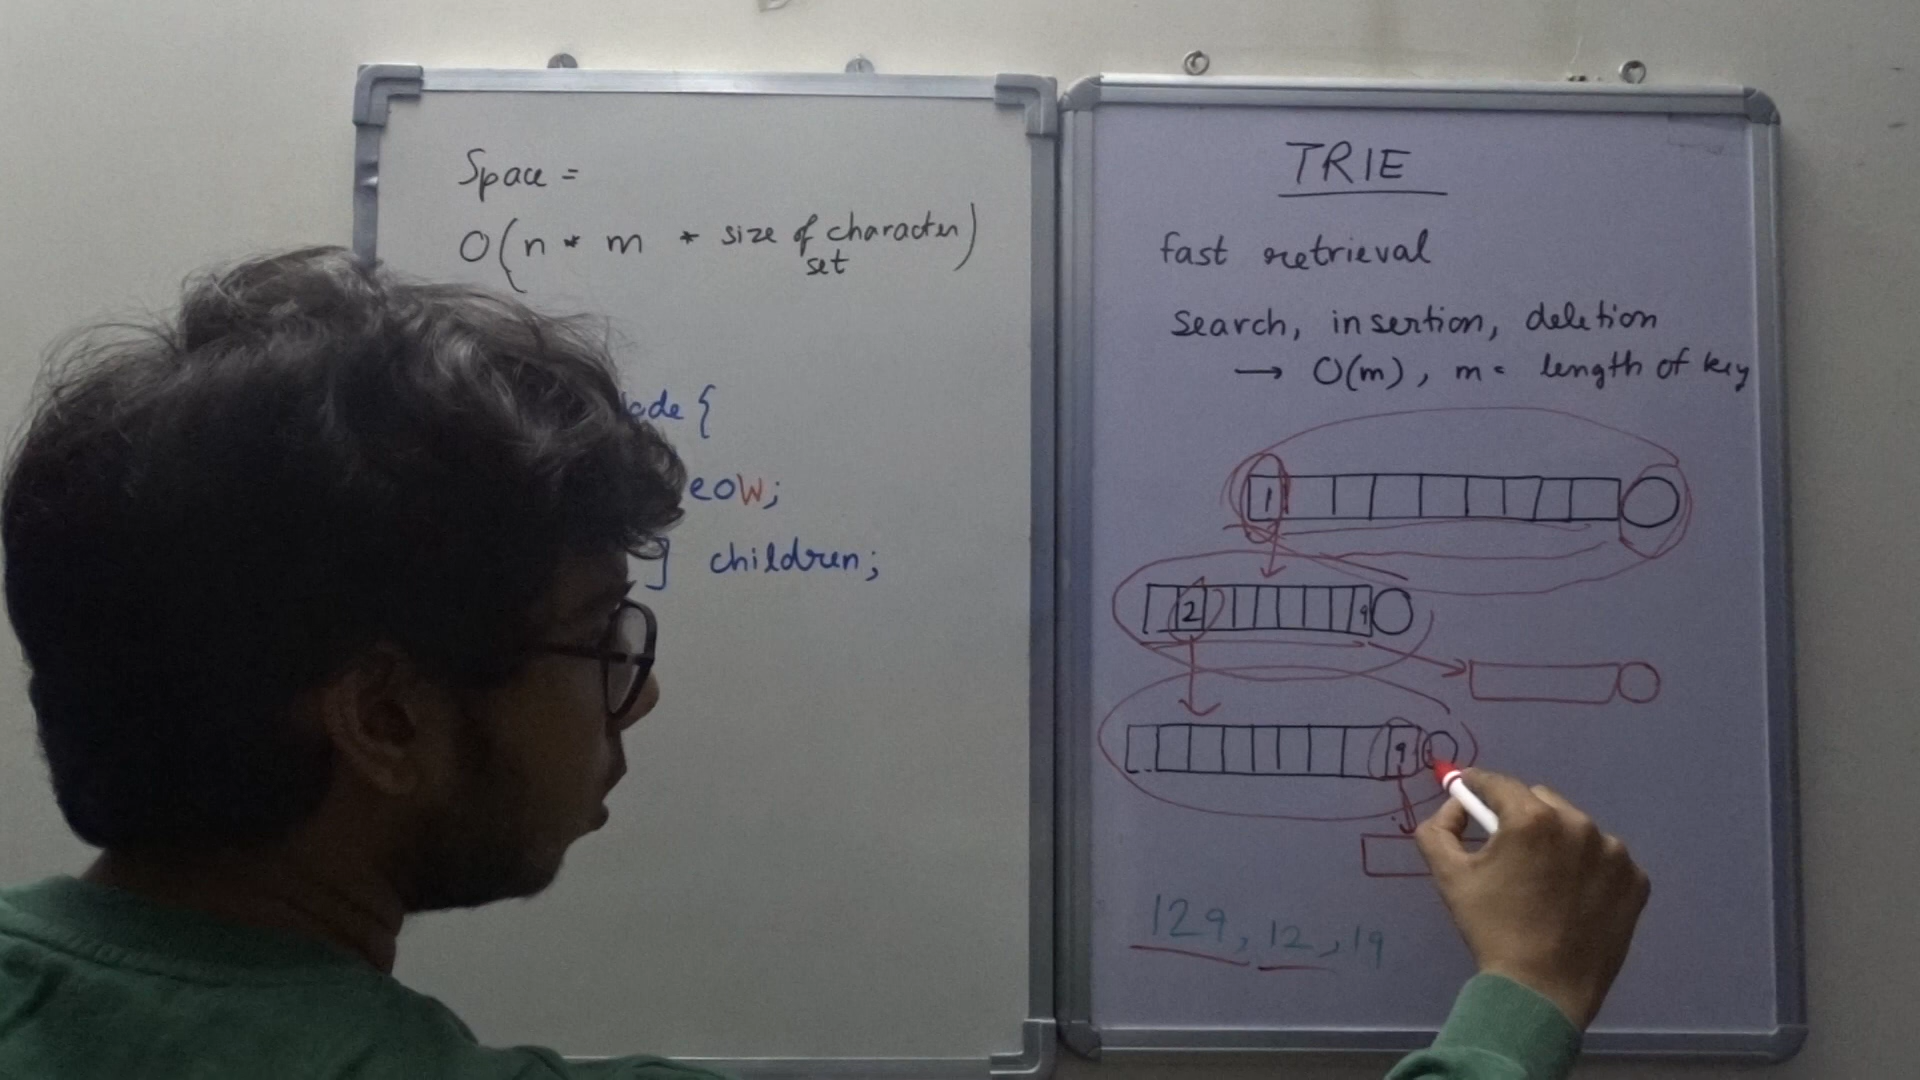 Space =
O(n * m * size of character
set)
ode {
eow;
] children;
TRIE
fast retrieval
search, insertion, deletion
→ O(m), m = length of key
1
2 9
9
129, 12, 19